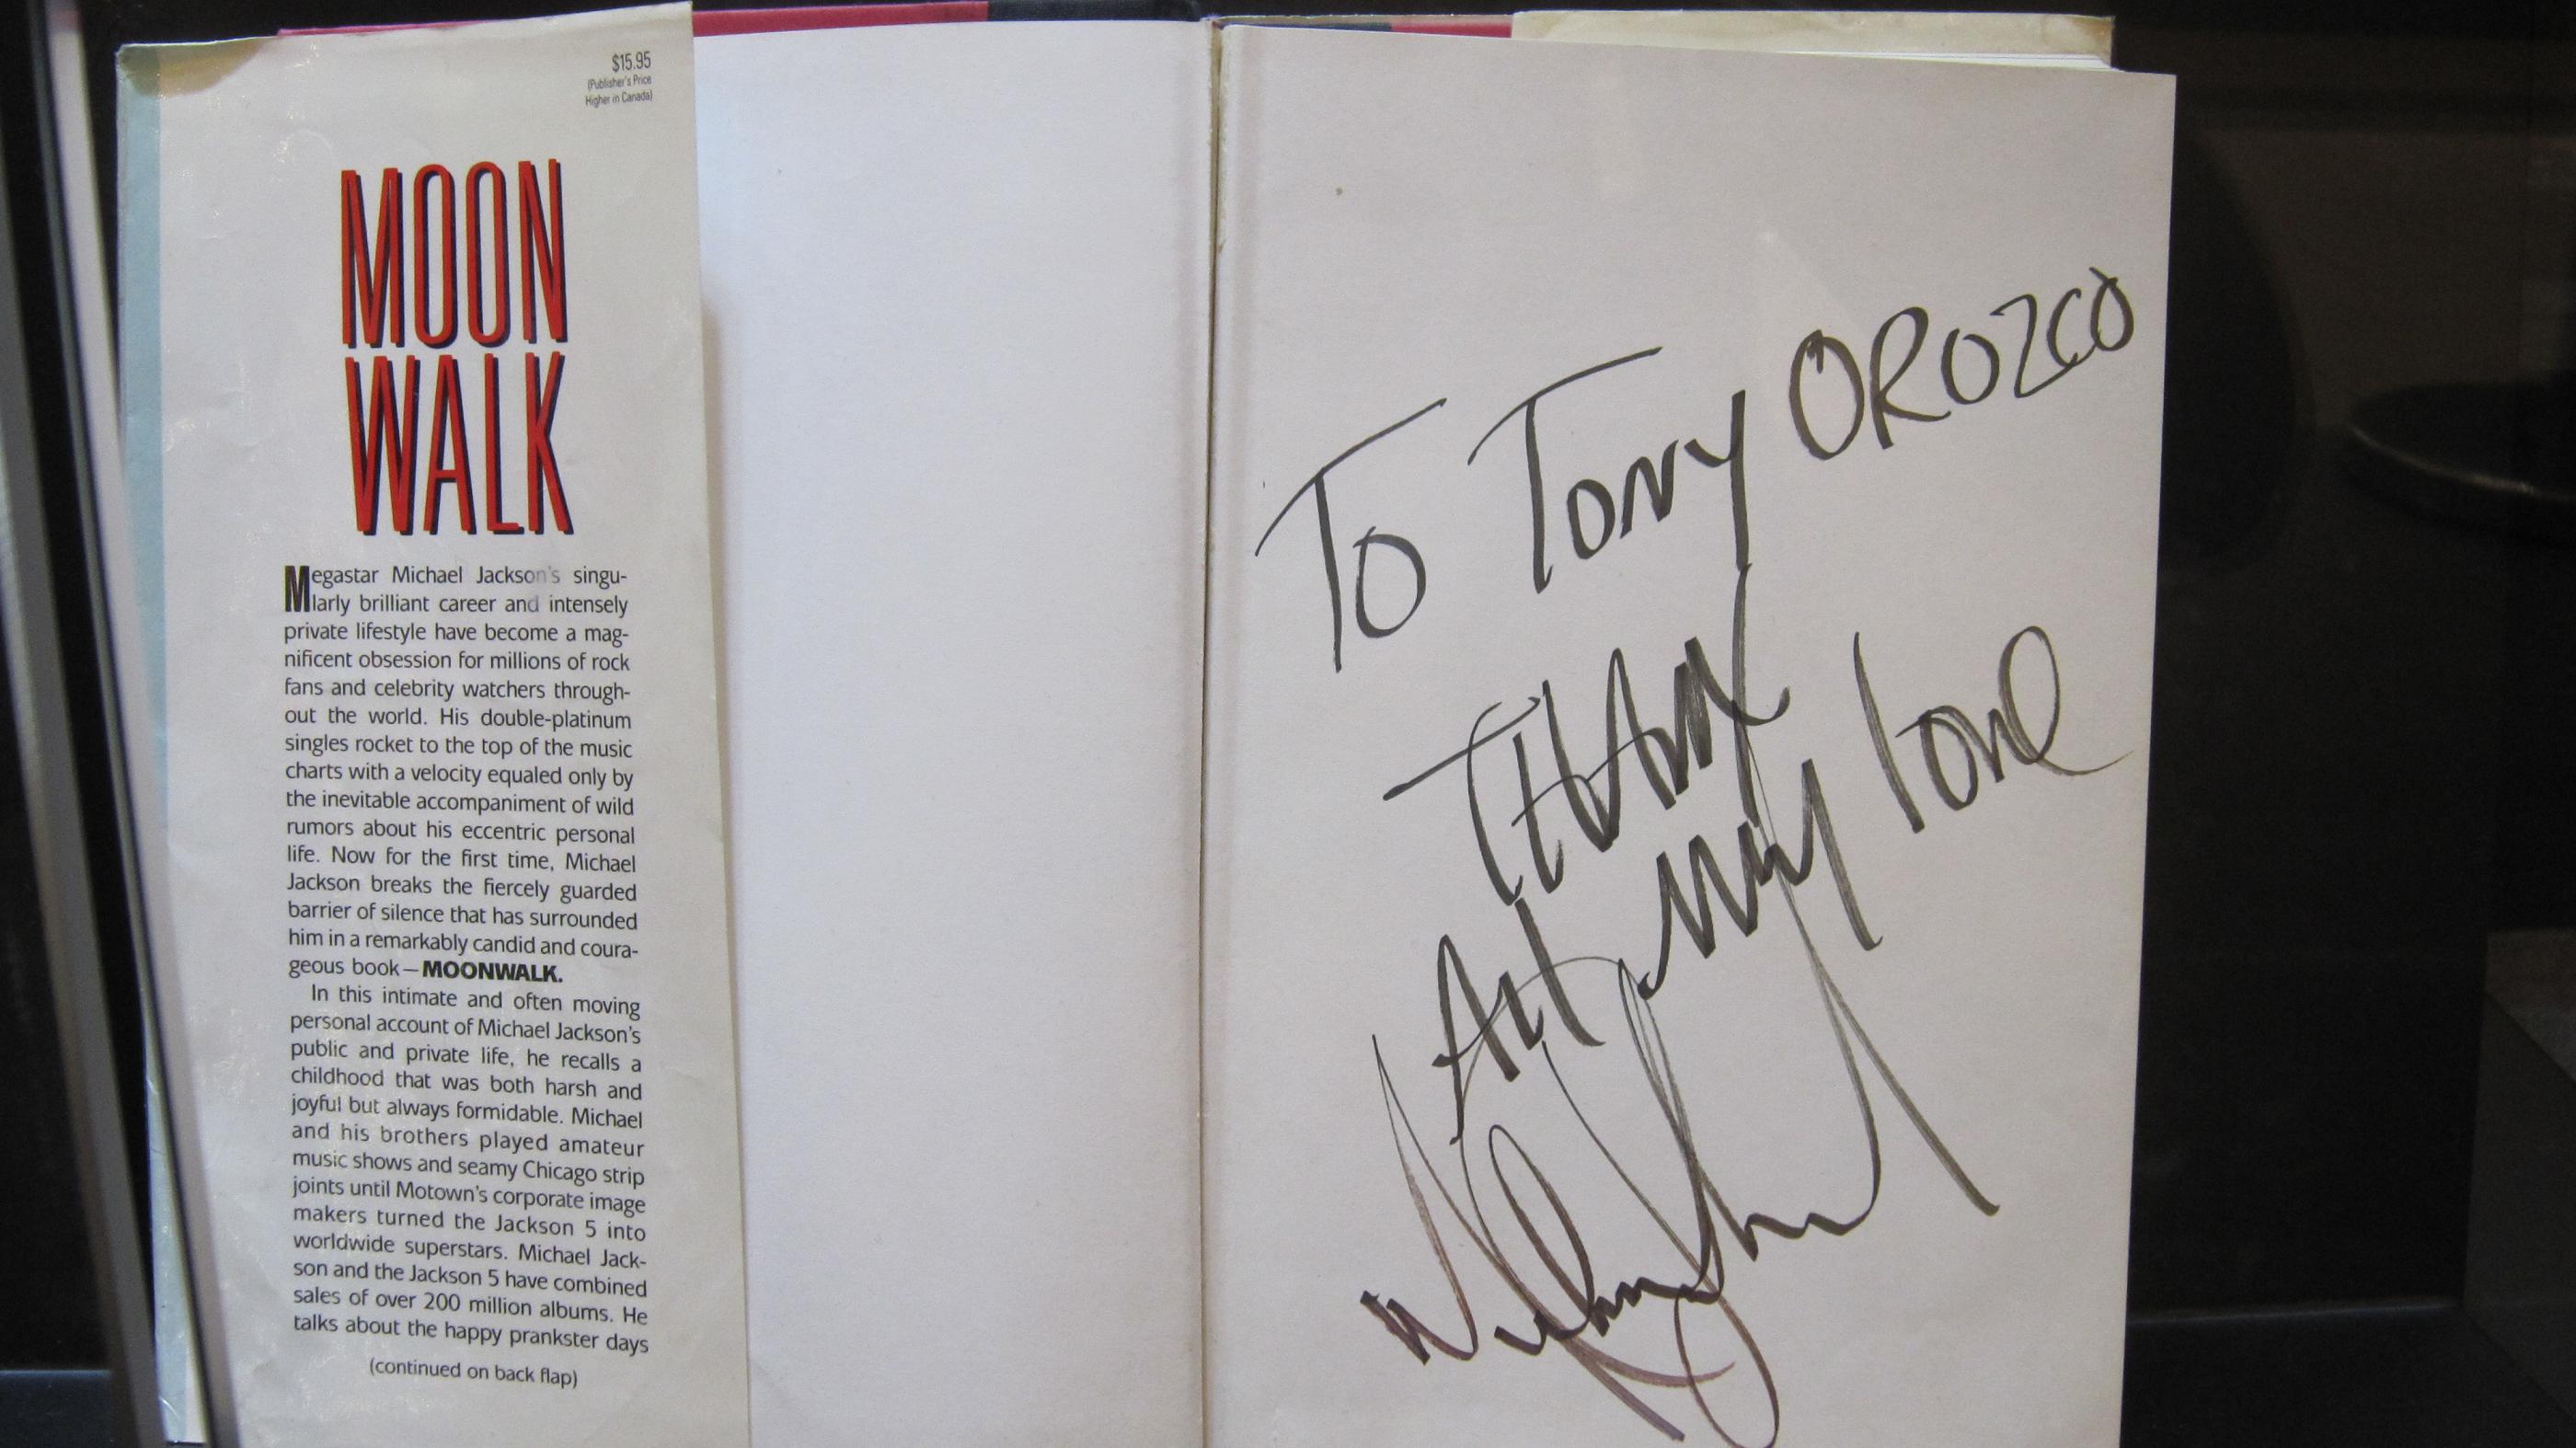 $15.95
(Publisher's Price
Higher in Canada)
MOON
WALK
Megastar Michael Jackson's singu-
larly brilliant career and intensely
private lifestyle have become a mag-
nificent obsession for millions of rock
fans and celebrity watchers through-
out the world. His double-platinum
singles rocket to the top of the music
charts with a velocity equaled only by
the inevitable accompaniment of wild
rumors about his eccentric personal
life. Now for the first time, Michael
Jackson breaks the fiercely guarded
barrier of silence that has surrounded
him in a remarkably candid and coura-
geous book—MOONWALK.
In this intimate and often moving
personal account of Michael Jackson's
public and private life, he recalls a
childhood that was both harsh and
joyful but always formidable. Michael
and his brothers played amateur
music shows and seamy Chicago strip
joints until Motown's corporate image
makers turned the Jackson 5 into
worldwide superstars. Michael Jack-
son and the Jackson 5 have combined
sales of over 200 million albums. He
talks about the happy prankster days
(continued on back flap)
To Tony OROZCO
All my love